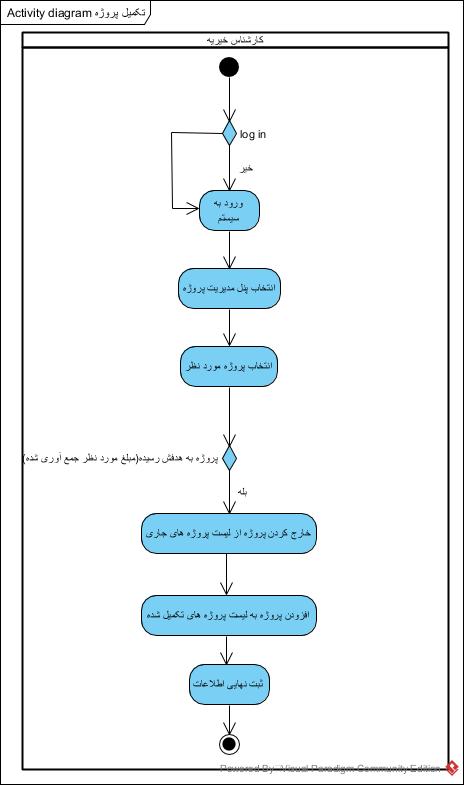 Activity diagram تکمیل پروژه
کارشناس خیریه
log in
خیر
ورود به
سیستم
انتخاب پنل مدیریت پروژه
انتخاب پروژه مورد نظر
پروژه به هدفش رسیده(مبلغ مورد نظر جمع آوری شده)
بله
خارج کردن پروژه از لیست پروژه های جاری
افزودن پروژه به لیست پروژه های تکمیل شده
ثبت نهایی اطلاعات
Powered By Visual Paradigm Community Edition